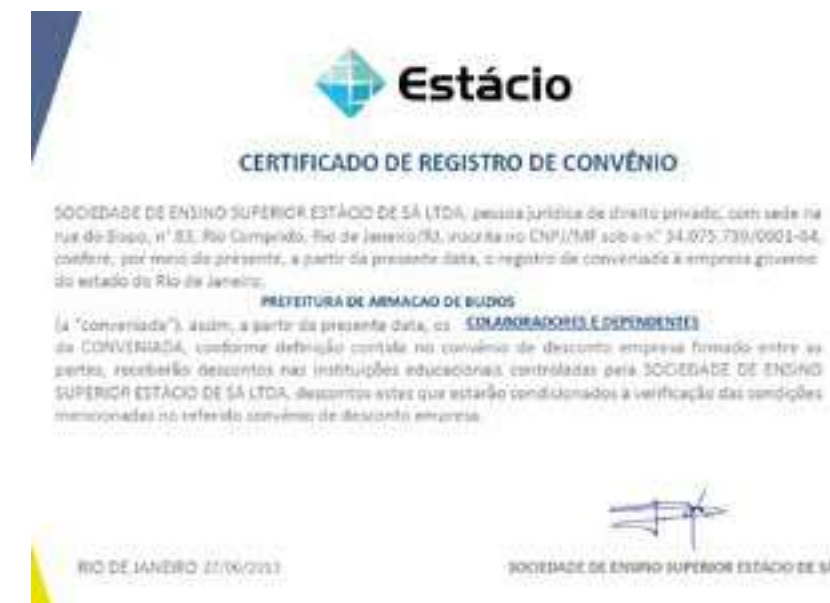 Estácio
CERTIFICADO DE REGISTRO DE CONVÊNIO
SOCIEDADE DE ENSINO SUPERIOR ESTÁCIO DE SÁ LTDA, pessoa jurídica de direito privado, com sede na
rua do Bispo, nº 83, Rio Comprido, Rio de Janeiro/RJ, inscrita no CNPJ/MF sob o nº 34.075.739/0001-84,
confere, por meio do presente, a partir da presente data, o registro de conveniada à empresa governo
do estado do Rio de Janeiro.
PREFEITURA DE ARMACAO DE BUZIOS
(a "conveniada"). assim, a partir da presente data, os COLABORADORES E DEPENDENTES
da CONVENIADA, conforme definição contida no convênio de desconto empresa firmado entre as
partes, receberão descontos nas instituições educacionais controladas pela SOCIEDADE DE ENSINO
SUPERIOR ESTÁCIO DE SÁ LTDA, descontos estes que estarão condicionados a verificação das condições
mencionadas no referido convênio de desconto empresa.
RIO DE JANEIRO
SOCIEDADE DE ENSINO SUPERIOR ESTÁCIO DE SÁ